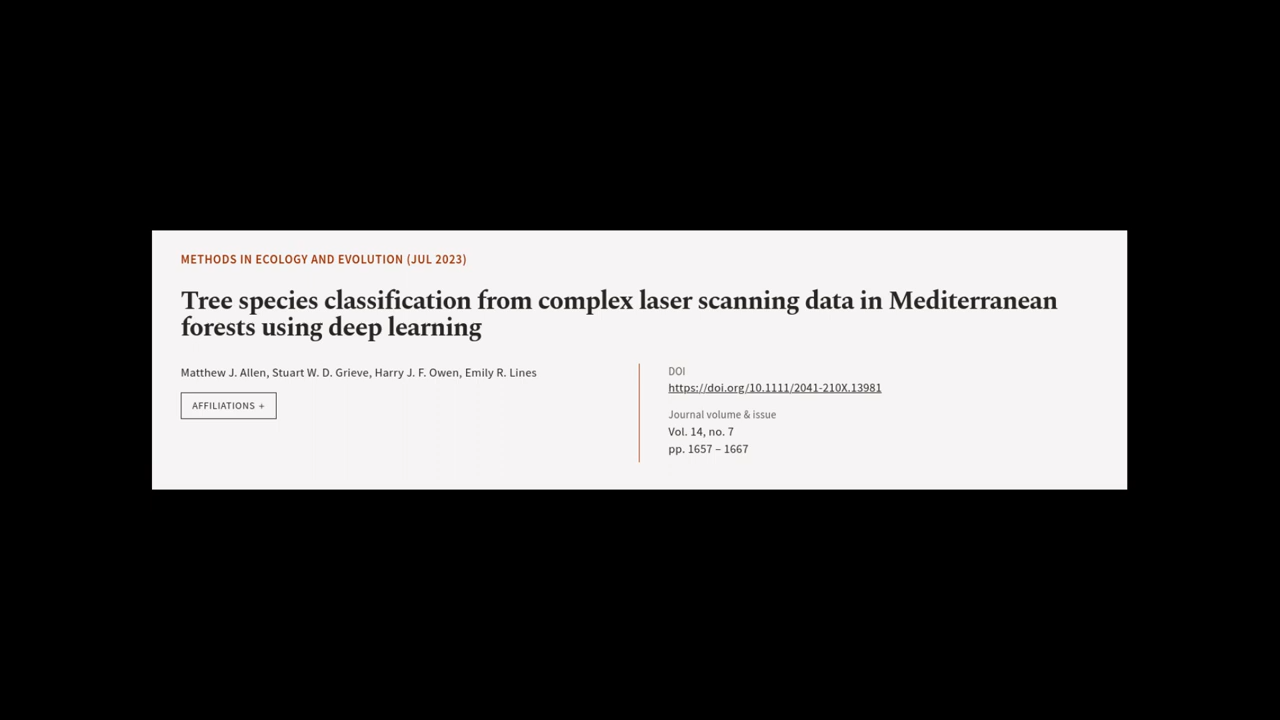 METHODS IN ECOLOGY AND EVOLUTION (JUL 2023)
Tree species classification from complex laser scanning data in Mediterranean
forests using deep learning
Matthew J. Allen, Stuart W. D. Grieve, Harry J. F. Owen, Emily R. Lines
AFFILIATIONS +
DOI
https://doi.org/10.1111/2041-210X.13981
Journal volume & issue
Vol. 14, no. 7
pp. 1657 – 1667